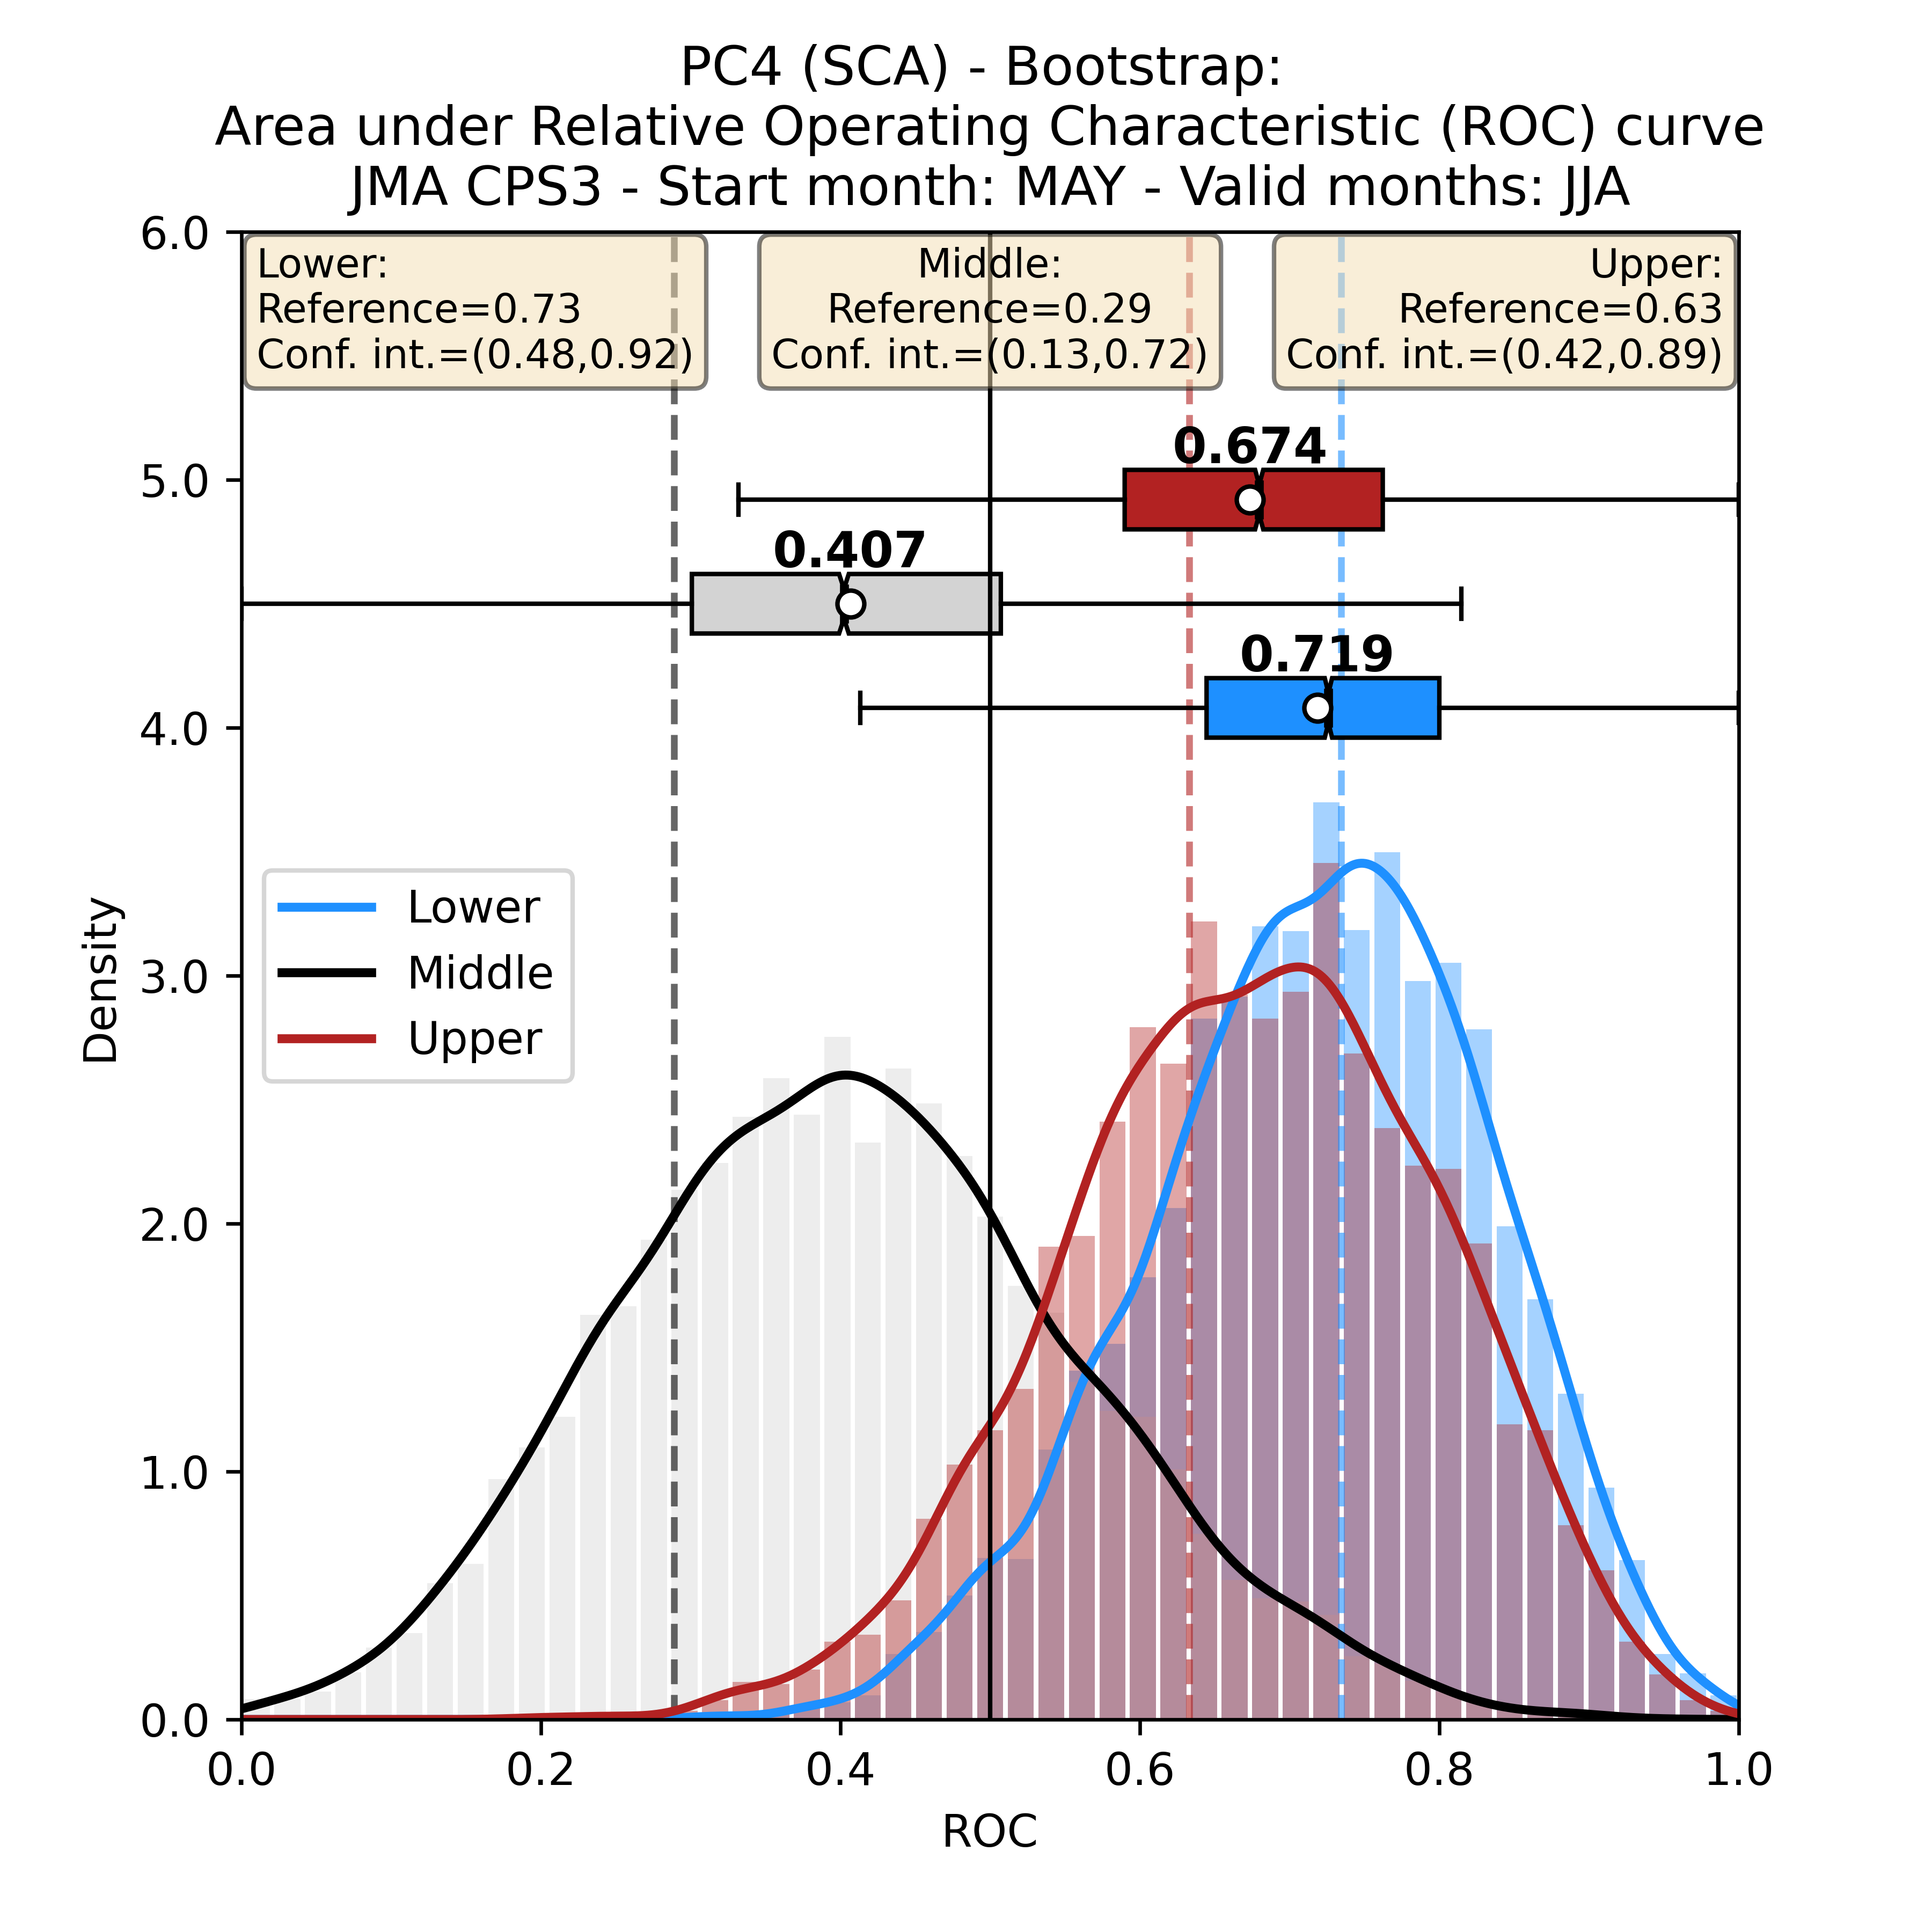 PC4 (SCA) - Bootstrap:
Area under Relative Operating Characteristic (ROC) curve
JMA CPS3 - Start month: MAY - Valid months: JJA
Lower:
Reference=0.73
Conf. int.=(0.48,0.92)
Middle:
Reference=0.29
Conf. int.=(0.13,0.72)
Upper:
Reference=0.63
Conf. int.=(0.42,0.89)
0.674
0.407
0.719
6.0
5.0
4.0
3.0
2.0
1.0
0.0
Density
Lower
Middle
Upper
0.0 0.2 0.4 0.6 0.8 1.0
ROC